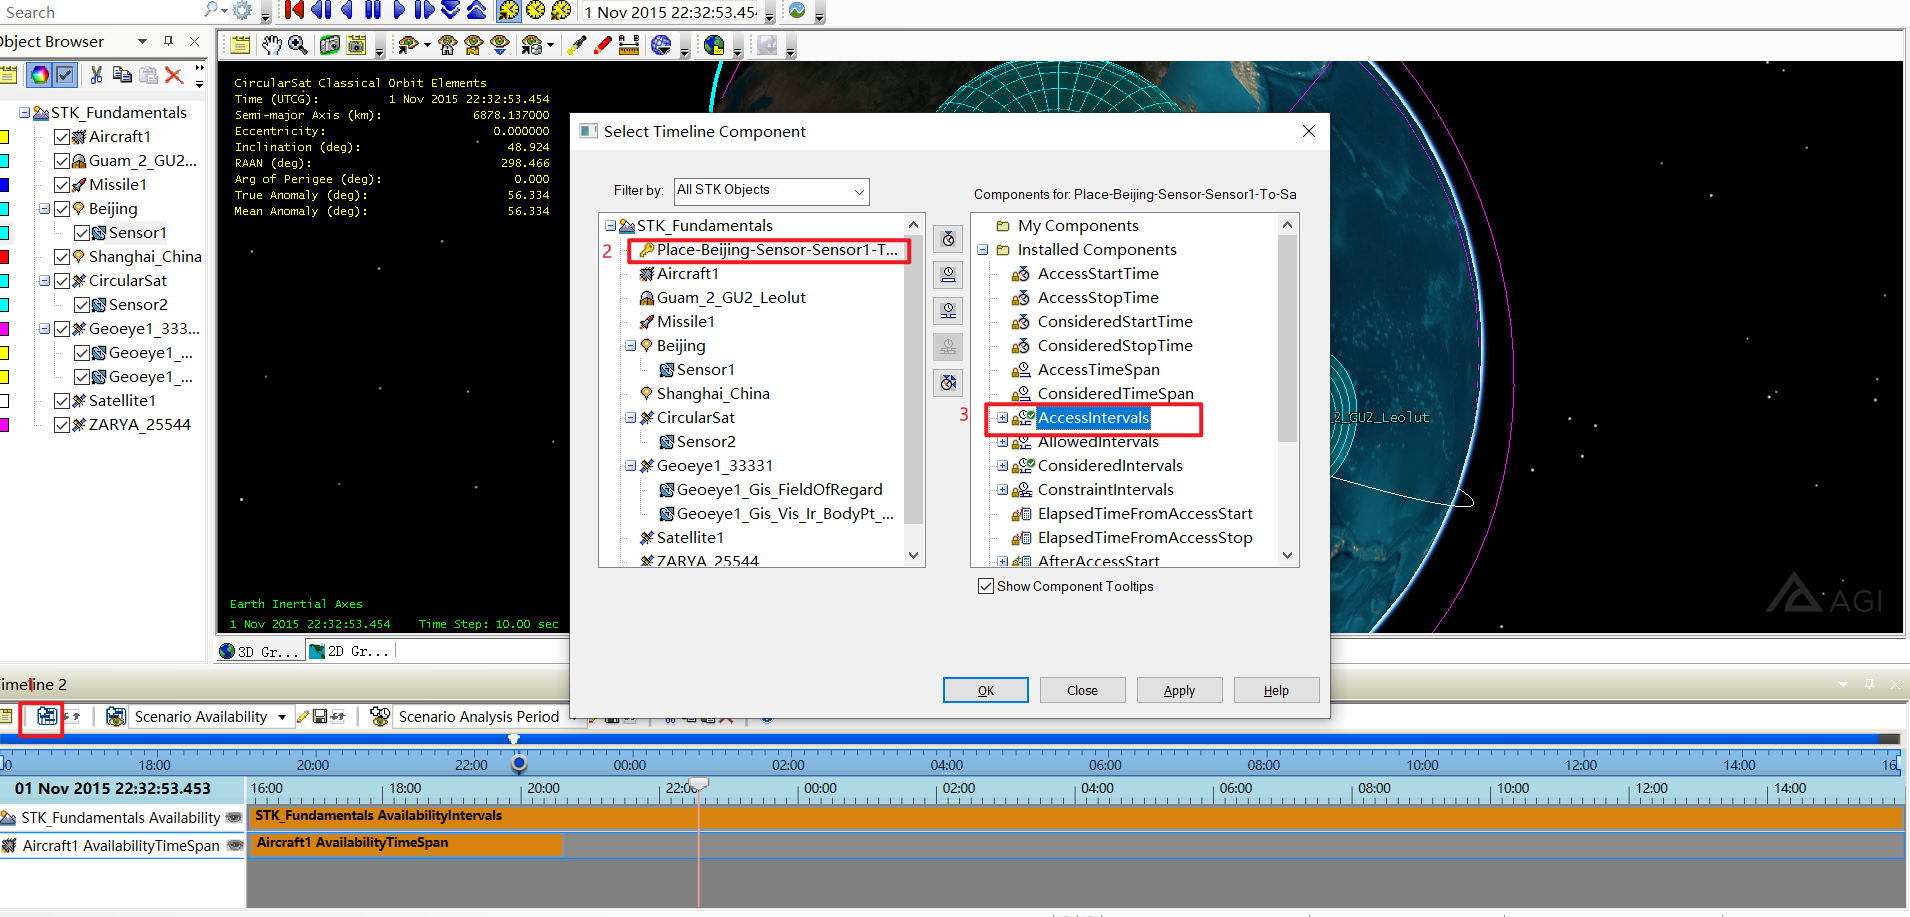 Search
1 Nov 2015 22:32:53.45
Object Browser
STK_Fundamentals
Aircraft1
Guam_2_GU2...
Missile1
Beijing
Sensor1
Shanghai_China
CircularSat
Sensor2
Geoeye1_333...
Geoeye1_...
Geoeye1_...
Satellite1
ZARYA_25544
CircularSat Classical Orbit Elements
Time (UTCG): 1 Nov 2015 22:32:53.454
Semi-major Axis (km): 6878.137000
Eccentricity: 0.000000
Inclination (deg): 48.924
RAAN (deg): 298.466
Arg of Perigee (deg): 0.000
True Anomaly (deg): 56.334
Mean Anomaly (deg): 56.334
Earth Inertial Axes
1 Nov 2015 22:32:53.454 Time Step: 10.00 sec
_2_GU2_Leolut
AGI
3D Gr...
2D Gr...
Select Timeline Component
Filter by: All STK Objects
STK_Fundamentals
2
Place-Beijing-Sensor-Sensor1-T...
Aircraft1
Guam_2_GU2_Leolut
Missile1
Beijing
Sensor1
Shanghai_China
CircularSat
Sensor2
Geoeye1_33331
Geoeye1_Gis_FieldOfRegard
Geoeye1_Gis_Vis_Ir_BodyPt_...
Satellite1
ZARYA_25544
Components for: Place-Beijing-Sensor-Sensor1-To-Sa
My Components
Installed Components
AccessStartTime
AccessStopTime
ConsideredStartTime
ConsideredStopTime
AccessTimeSpan
ConsideredTimeSpan
3
AccessIntervals
AllowedIntervals
ConsideredIntervals
ConstraintIntervals
ElapsedTimeFromAccessStart
ElapsedTimeFromAccessStop
AfterAccessStart
Show Component Tooltips
OK
Close
Apply
Help
Timeline 2
Scenario Availability
Scenario Analysis Period
18:00 20:00 22:00 00:00 02:00 04:00 06:00 08:00 10:00 12:00 14:00 16
01 Nov 2015 22:32:53.453
16:00 18:00 20:00 22:00 00:00 02:00 04:00 06:00 08:00 10:00 12:00 14:00
STK_Fundamentals Availability
STK_Fundamentals AvailabilityIntervals
Aircraft1 AvailabilityTimeSpan
Aircraft1 AvailabilityTimeSpan